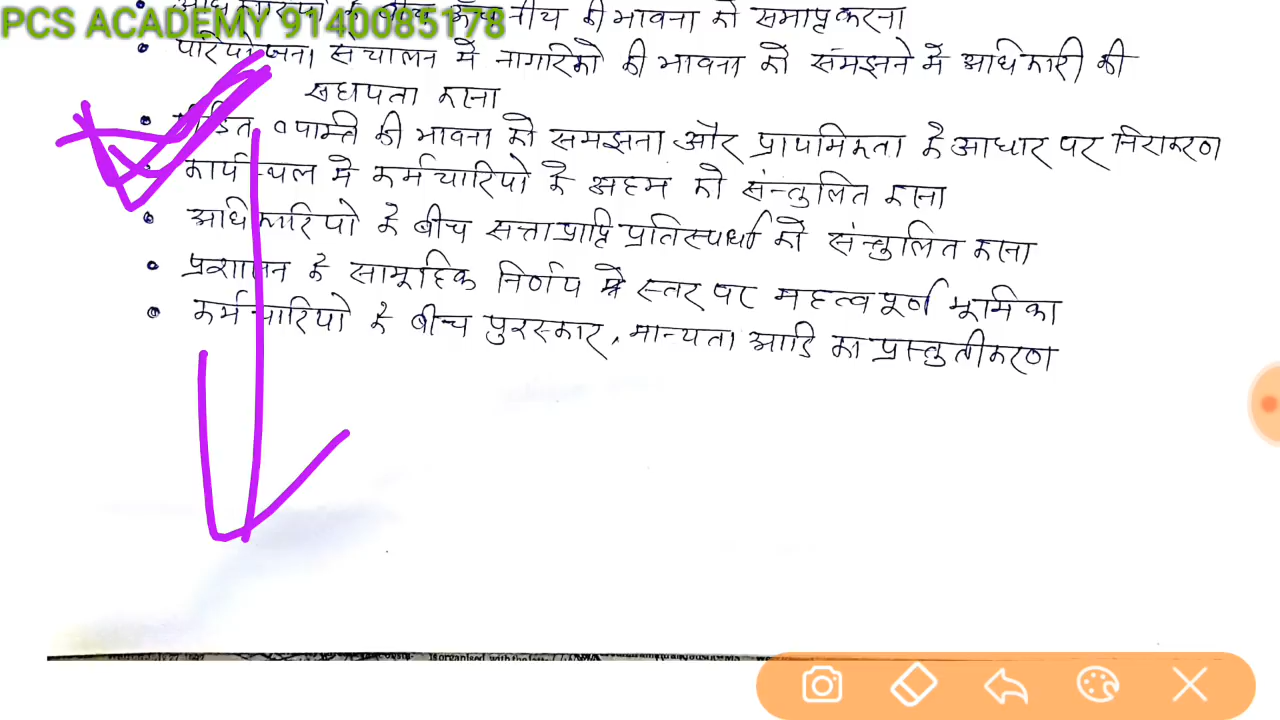 PCS ACADEMY 9140085178
के बीच ऊँच नीच की भावना को समाप्त करना
परियोजना संचालन में नागरिकों की भावना को समझने में अधिकारी की
सहायता करना
व्यक्ति की भावना को समझना और प्राथमिकता के आधार पर निराकरण
कार्यस्थल में कर्मचारियों के अहम को संन्तुलित करना
अधिकारियों के बीच सत्ता प्राप्ति प्रतिस्पर्धा को संन्तुलित करना
प्रशासन के सामूहिक निर्णय के स्तर पर महत्वपूर्ण भूमिका
कर्मचारियों के बीच पुरस्कार, मान्यता आदि का प्रस्तुतीकरण